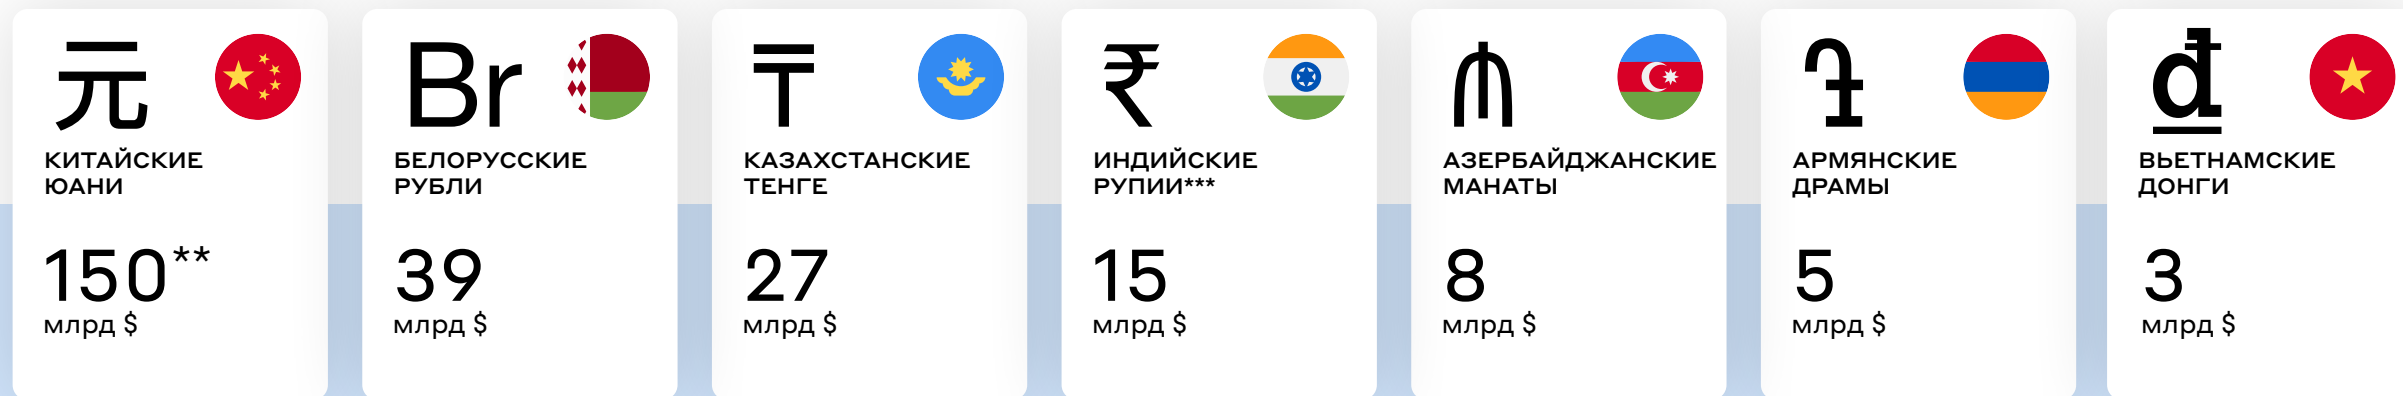 元
КИТАЙСКИЕ
ЮАНИ
150**
млрд $
Br
БЕЛОРУССКИЕ
РУБЛИ
39
млрд $
₸
КАЗАХСТАНСКИЕ
ТЕНГЕ
27
млрд $
₹
ИНДИЙСКИЕ
РУПИИ***
15
млрд $
₼
АЗЕРБАЙДЖАНСКИЕ
МАНАТЫ
8
млрд $
֏
АРМЯНСКИЕ
ДРАМЫ
5
млрд $
₫
ВЬЕТНАМСКИЕ
ДОНГИ
3
млрд $